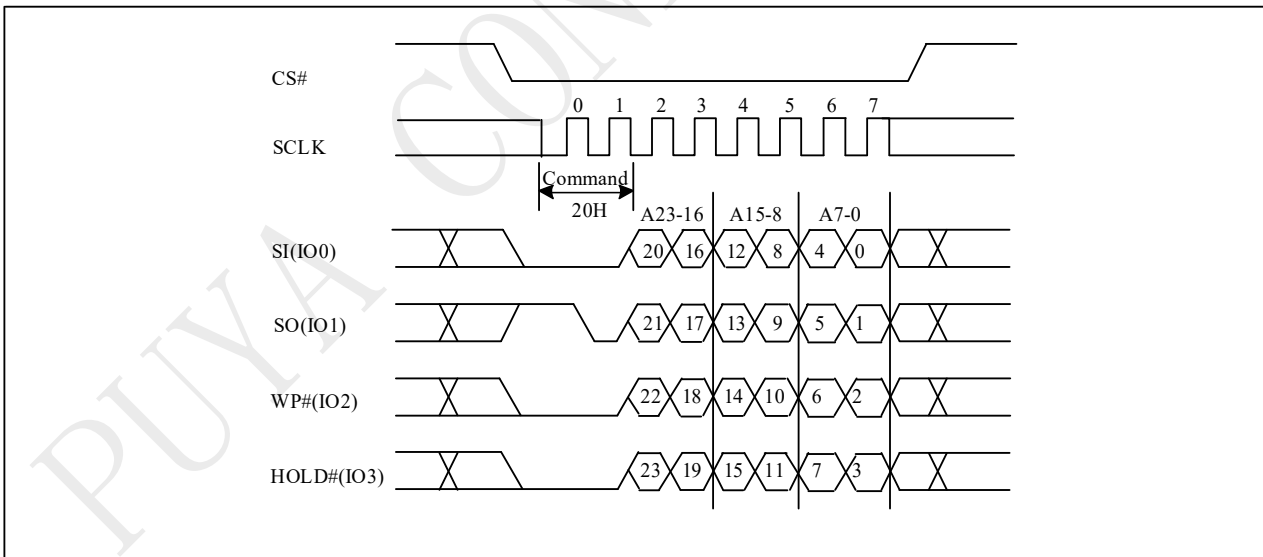 PUYA CON
CS#
0 1 2 3 4 5 6 7
SCLK
Command
20H
A23-16 A15-8 A7-0
SI(IO0) 20 16 12 8 4 0
SO(IO1) 21 17 13 9 5 1
WP#(IO2) 22 18 14 10 6 2
HOLD#(IO3) 23 19 15 11 7 3